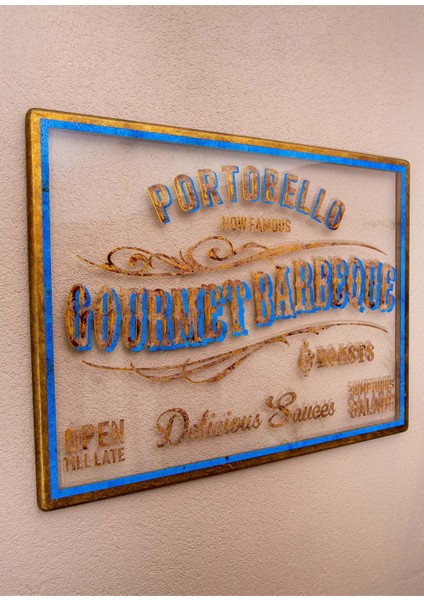 PORTOBELLO
NOW FAMOUS
GOURMET BARBEQUE
& ROASTS
Delicious Sauces
SUMPTUOUS
SALADS
OPEN
TILL LATE